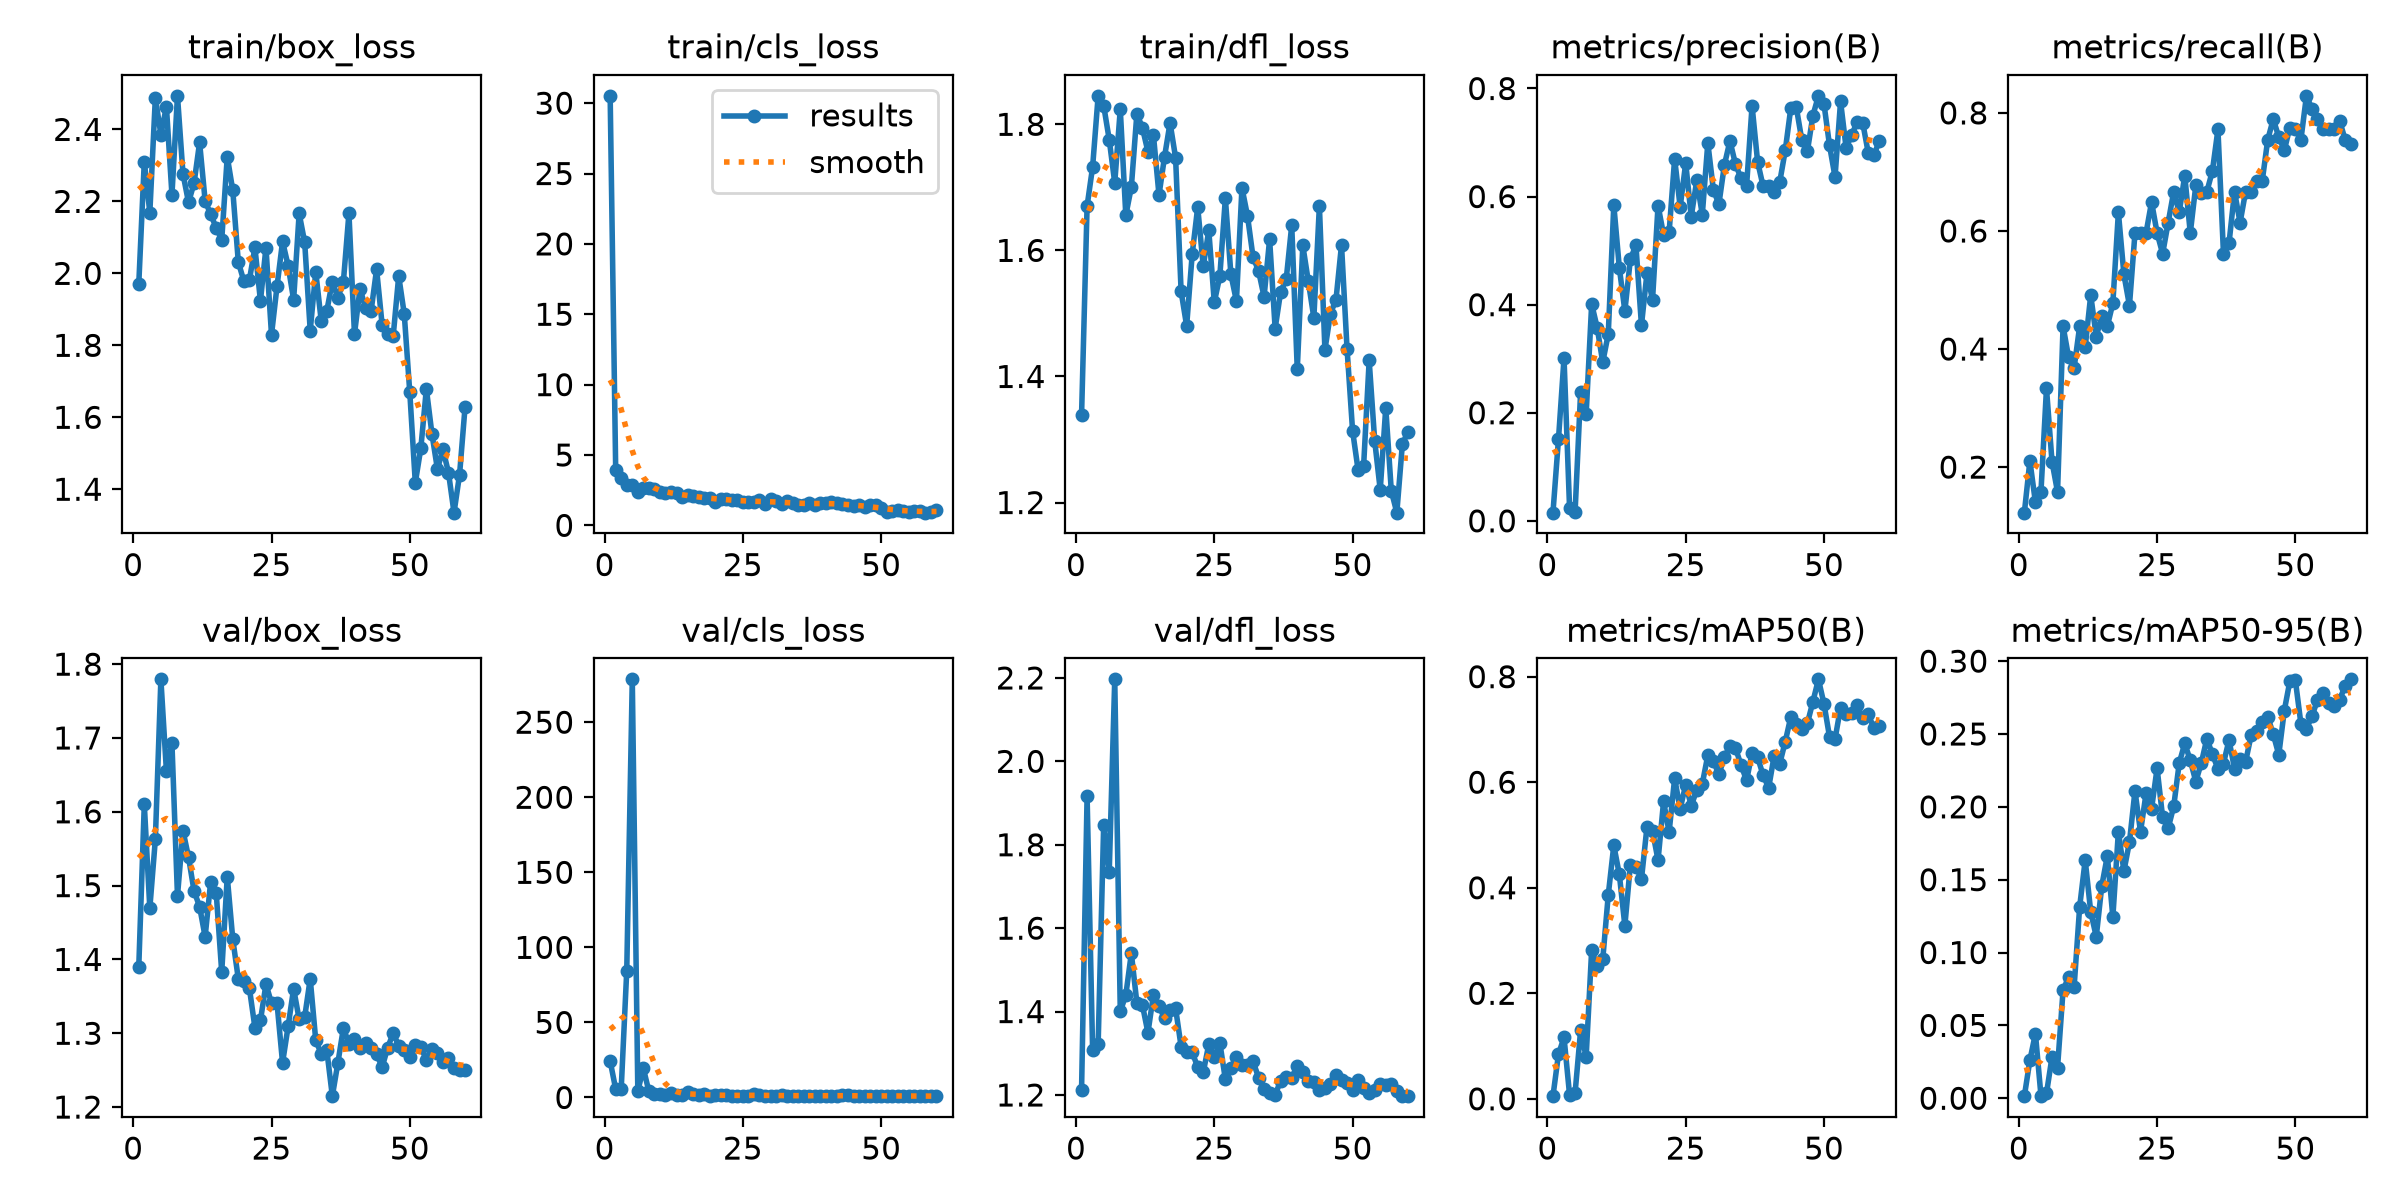 train/box_loss
train/cls_loss
train/dfl_loss
metrics/precision(B)
metrics/recall(B)
2.4
2.2
2.0
1.8
1.6
1.4
0 25 50
30
25
20
15
10
5
0
results
smooth
0 25 50
1.8
1.6
1.4
1.2
0 25 50
0.8
0.6
0.4
0.2
0.0
0 25 50
0.8
0.6
0.4
0.2
0 25 50
val/box_loss
val/cls_loss
val/dfl_loss
metrics/mAP50(B)
metrics/mAP50-95(B)
1.8
1.7
1.6
1.5
1.4
1.3
1.2
0 25 50
250
200
150
100
50
0
0 25 50
2.2
2.0
1.8
1.6
1.4
1.2
0 25 50
0.8
0.6
0.4
0.2
0.0
0 25 50
0.30
0.25
0.20
0.15
0.10
0.05
0.00
0 25 50